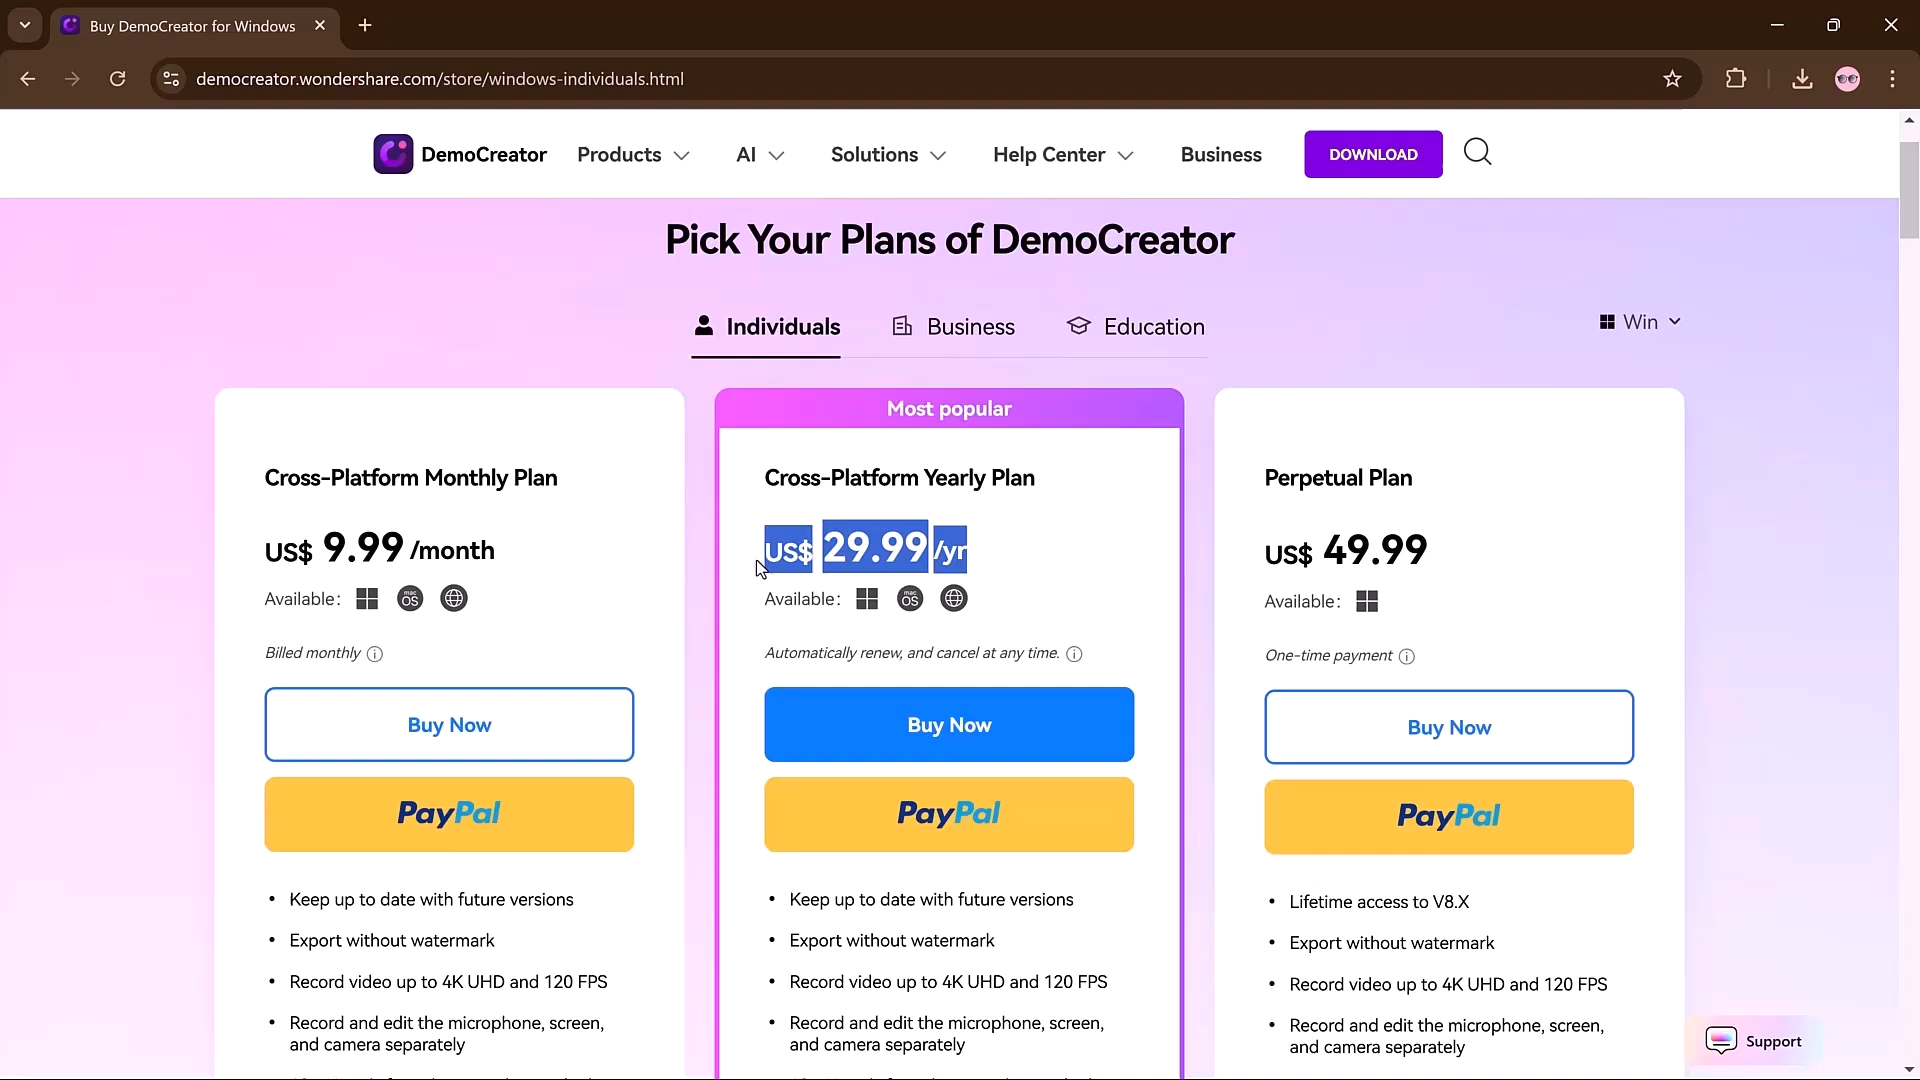 Buy DemoCreator for Windows
democreator.wondershare.com/store/windows-individuals.html
DemoCreator
Products
AI
Solutions
Help Center
Business
DOWNLOAD
Pick Your Plans of DemoCreator
Individuals
Business
Education
Win
Cross-Platform Monthly Plan
US$ 9.99 /month
Available:
mac
OS
Billed monthly
Buy Now
PayPal
• Keep up to date with future versions
• Export without watermark
• Record video up to 4K UHD and 120 FPS
• Record and edit the microphone, screen,
and camera separately
Most popular
Cross-Platform Yearly Plan
US$ 29.99 /yr
Available:
mac
OS
Automatically renew, and cancel at any time.
Buy Now
PayPal
• Keep up to date with future versions
• Export without watermark
• Record video up to 4K UHD and 120 FPS
• Record and edit the microphone, screen,
and camera separately
Perpetual Plan
US$ 49.99
Available:
One-time payment
Buy Now
PayPal
• Lifetime access to V8.X
• Export without watermark
• Record video up to 4K UHD and 120 FPS
• Record and edit the microphone, screen,
and camera separately
Support